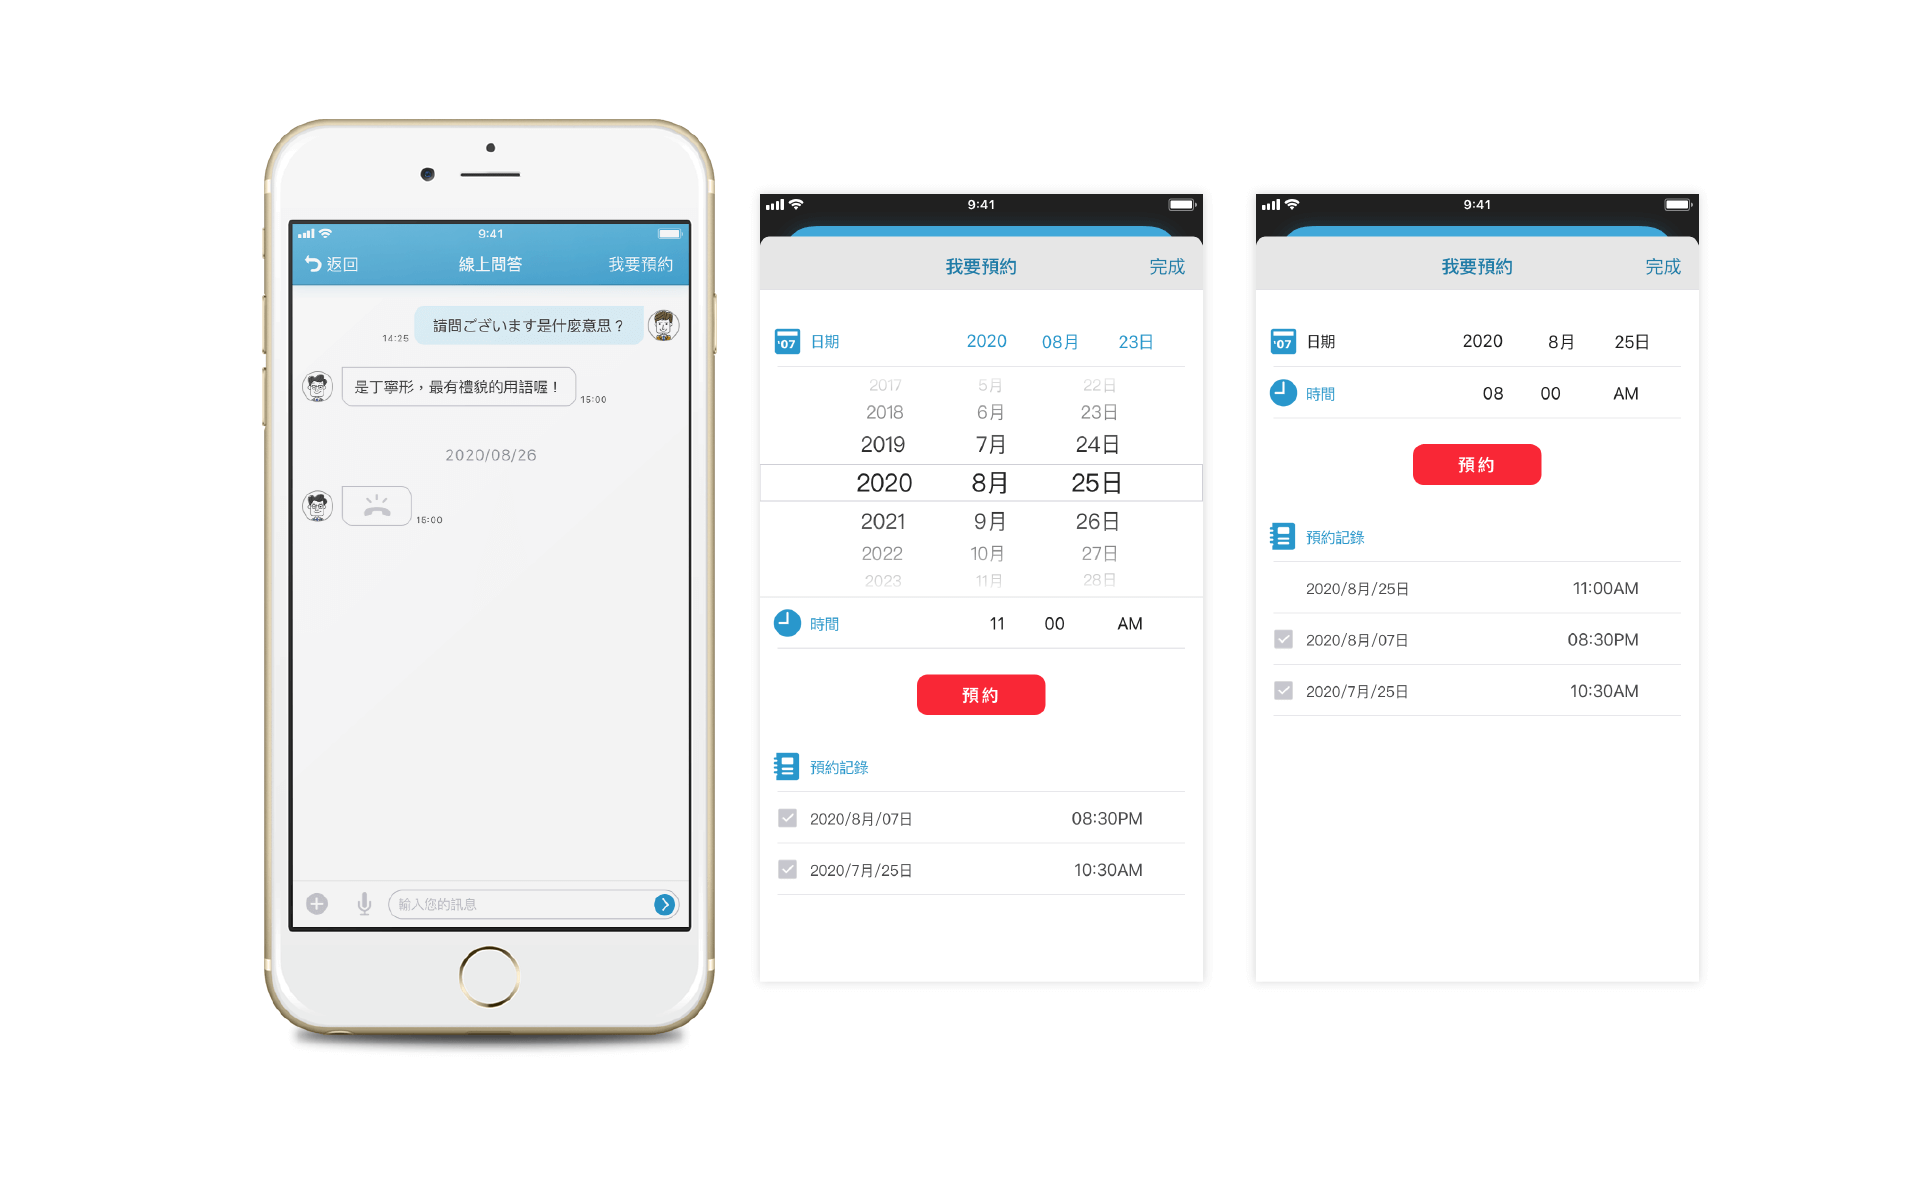 9:41
返回
線上問答
我要預約
請問ございます是什麼意思？
14:25
是丁寧形，最有禮貌的用語喔！
15:00
2020/08/26
15:00
輸入您的訊息
9:41
我要預約
完成
'07
日期
2020
08月
23日
2017 5月 22日
2018 6月 23日
2019 7月 24日
2020 8月 25日
2021 9月 26日
2022 10月 27日
2023 11月 28日
時間
11
00
AM
預約
預約記錄
2020/8月/07日
08:30PM
2020/7月/25日
10:30AM
9:41
我要預約
完成
'07
日期
2020
8月
25日
時間
08
00
AM
預約
預約記錄
2020/8月/25日
11:00AM
2020/8月/07日
08:30PM
2020/7月/25日
10:30AM